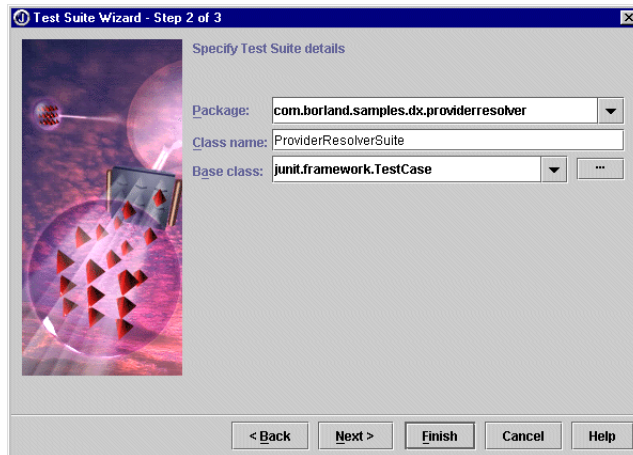 Test Suite Wizard - Step 2 of 3
Specify Test Suite details
Package: com.borland.samples.dx.providerresolver
Class name: ProviderResolverSuite
Base class: junit.framework.TestCase ...
< Back Next > Finish Cancel Help